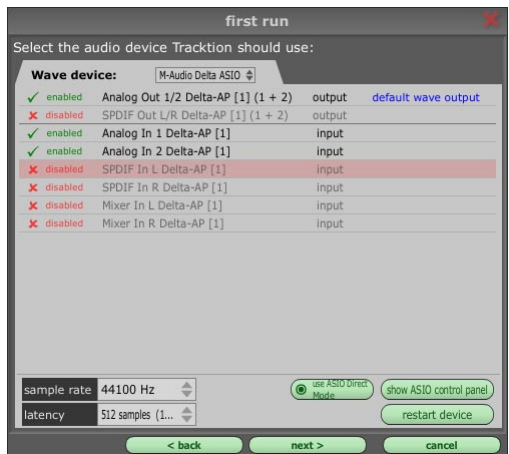 first run
Select the audio device Tracktion should use:
Wave device: M-Audio Delta ASIO
enabled Analog Out 1/2 Delta-AP [1] (1 + 2) output default wave output
disabled SPDIF Out L/R Delta-AP [1] (1 + 2) output
enabled Analog In 1 Delta-AP [1] input
enabled Analog In 2 Delta-AP [1] input
disabled SPDIF In L Delta-AP [1] input
disabled SPDIF In R Delta-AP [1] input
disabled Mixer In L Delta-AP [1] input
disabled Mixer In R Delta-AP [1] input
sample rate 44100 Hz use ASIO Direct Mode show ASIO control panel
latency 512 samples (1... restart device
< back next > cancel